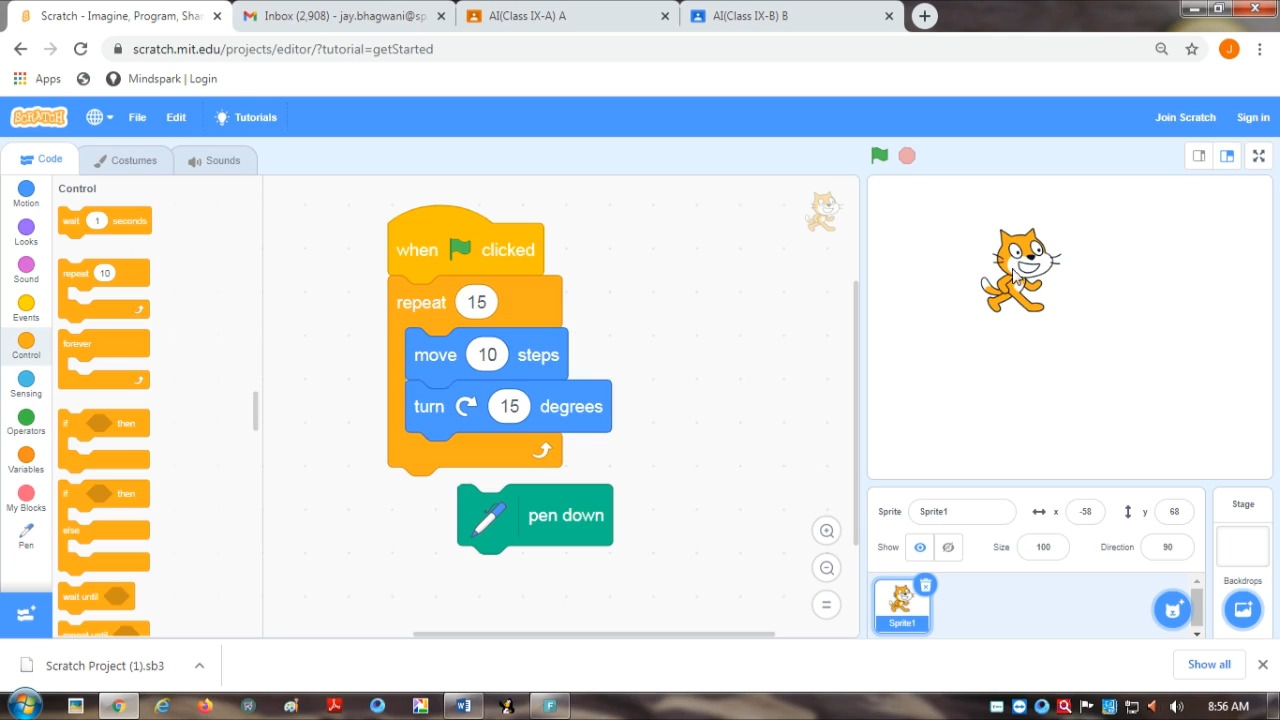 Scratch - Imagine, Program, Shar
Inbox (2,908) - jay.bhagwani@sp
AI(Class IX-A) A
AI(Class IX-B) B
scratch.mit.edu/projects/editor/?tutorial=getStarted
J
Apps
Mindspark | Login
SCRATCH
File
Edit
Tutorials
Join Scratch
Sign in
Code
Costumes
Sounds
Motion
Looks
Sound
Events
Control
Sensing
Operators
Variables
My Blocks
Pen
Control
wait 1 seconds
repeat 10
forever
if then
if then
else
wait until
repeat until
when clicked
repeat 15
move 10 steps
turn 15 degrees
pen down
Sprite Sprite1 x -58 y 68
Show Size 100 Direction 90
Sprite1
Stage
Backdrops
Scratch Project (1).sb3
Show all
8:56 AM